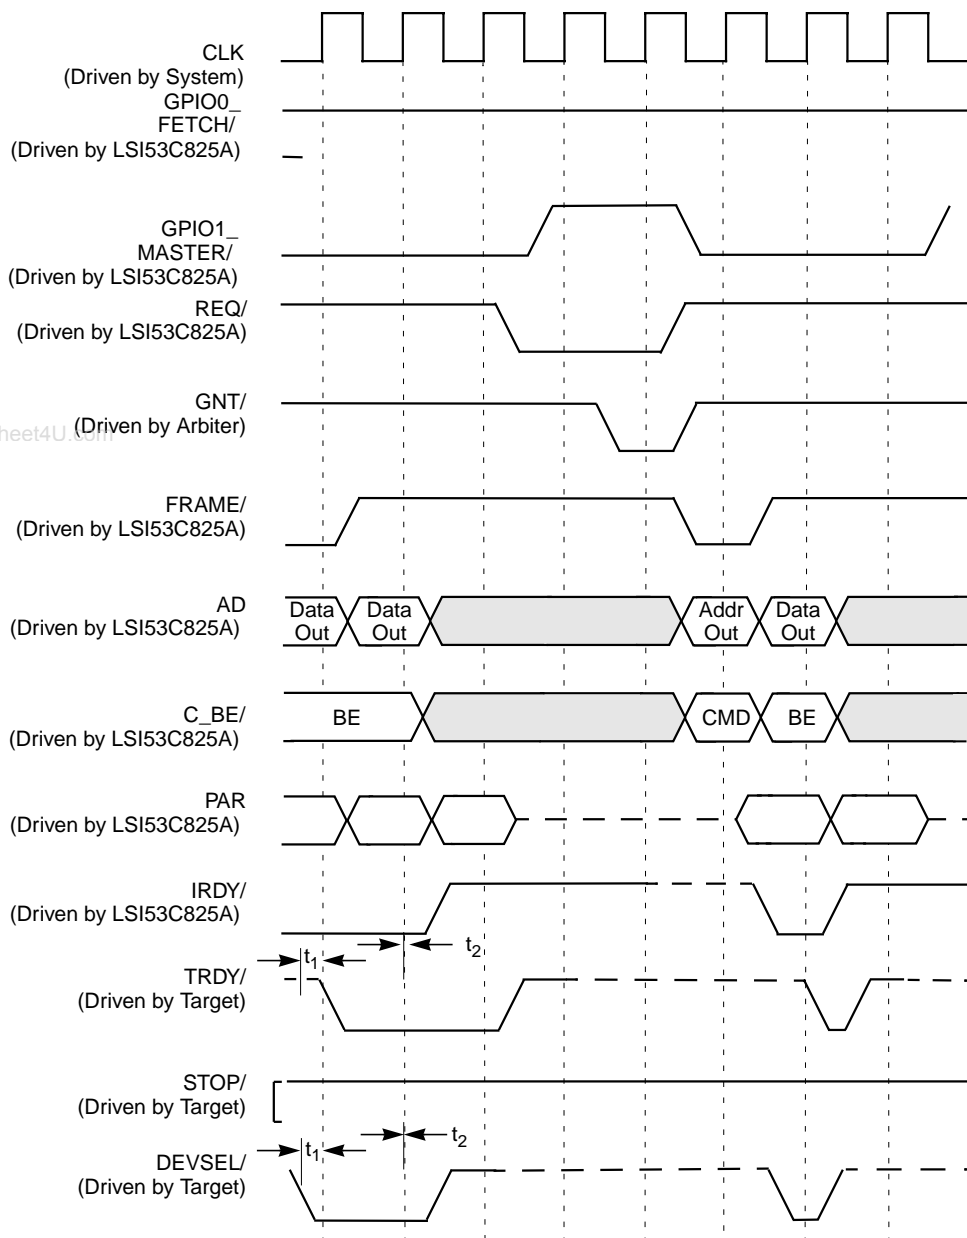 CLK
(Driven by System)
GPIO0_
FETCH/
(Driven by LSI53C825A)
GPIO1_
MASTER/
(Driven by LSI53C825A)
REQ/
(Driven by LSI53C825A)
GNT/
(Driven by Arbiter)
heet4U.com
FRAME/
(Driven by LSI53C825A)
AD
(Driven by LSI53C825A)
Data Out
Data Out
Addr Out
Data Out
C_BE/
(Driven by LSI53C825A)
BE
CMD
BE
PAR
(Driven by LSI53C825A)
IRDY/
(Driven by LSI53C825A)
t1
t2
TRDY/
(Driven by Target)
STOP/
(Driven by Target)
t1
t2
DEVSEL/
(Driven by Target)